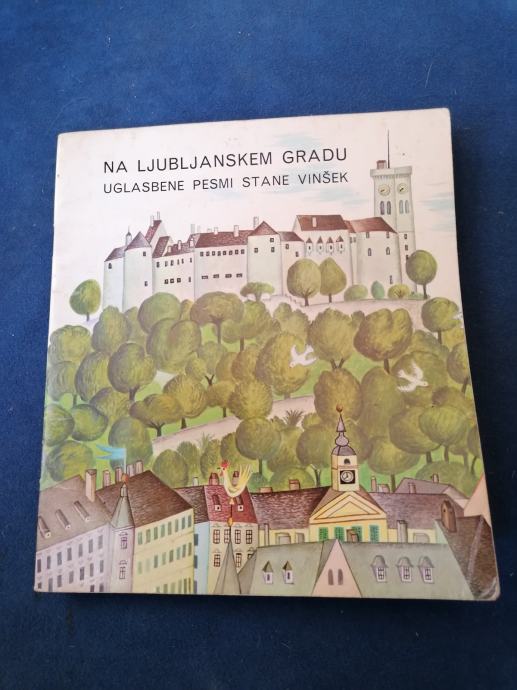 NA LJUBLJANSKEM GRADU
UGLASBENE PESMI STANE VINŠEK